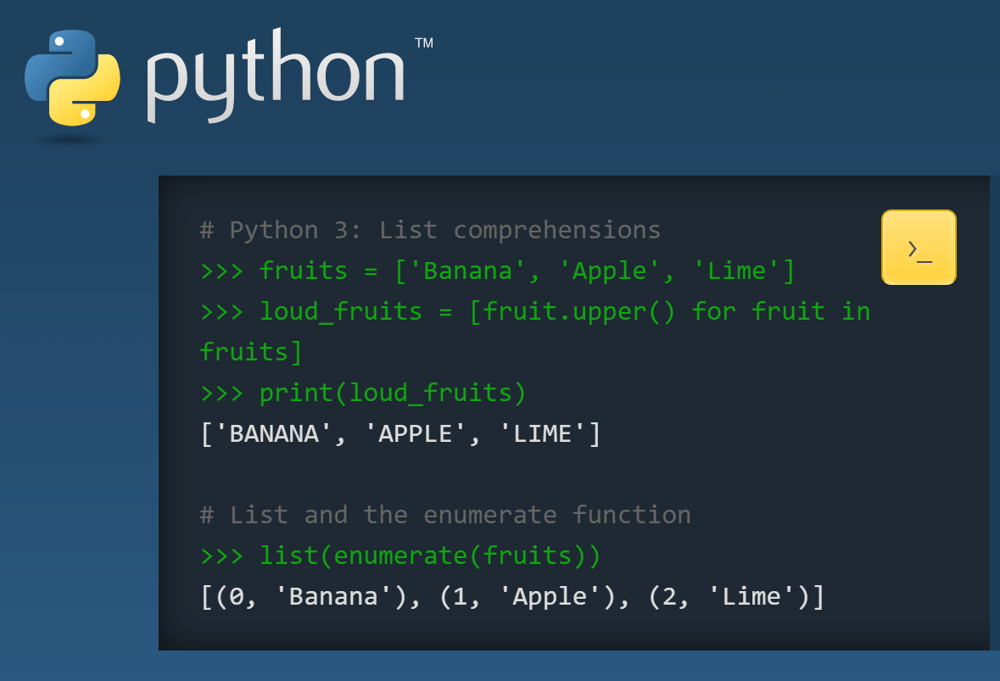 python™
# Python 3: List comprehensions
>>> fruits = ['Banana', 'Apple', 'Lime']
>>> loud_fruits = [fruit.upper() for fruit in
fruits]
>>> print(loud_fruits)
['BANANA', 'APPLE', 'LIME']
# List and the enumerate function
>>> list(enumerate(fruits))
[(0, 'Banana'), (1, 'Apple'), (2, 'Lime')]
>_